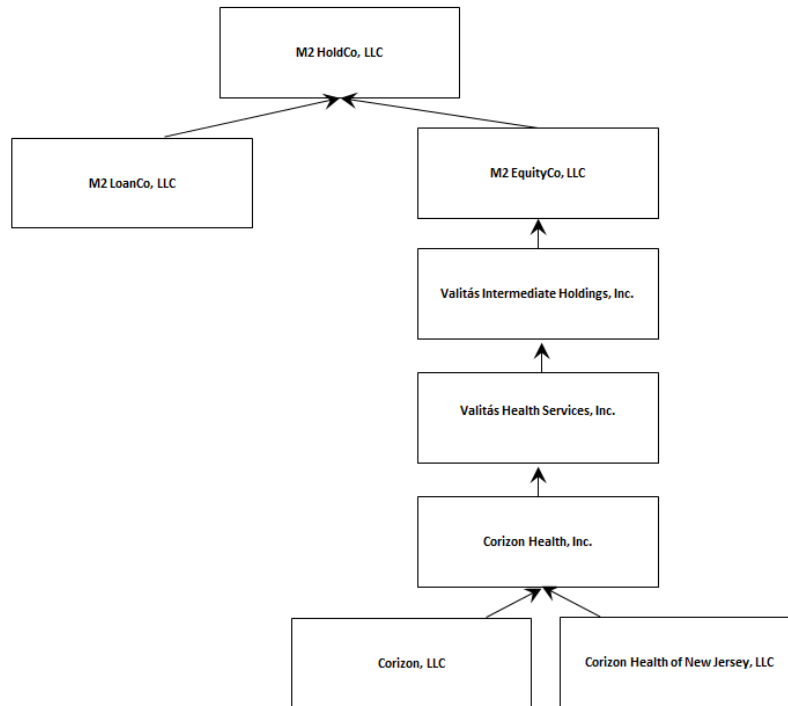 M2 HoldCo, LLC
M2 LoanCo, LLC
M2 EquityCo, LLC
Valitás Intermediate Holdings, Inc.
Valitás Health Services, Inc.
Corizon Health, Inc.
Corizon, LLC
Corizon Health of New Jersey, LLC